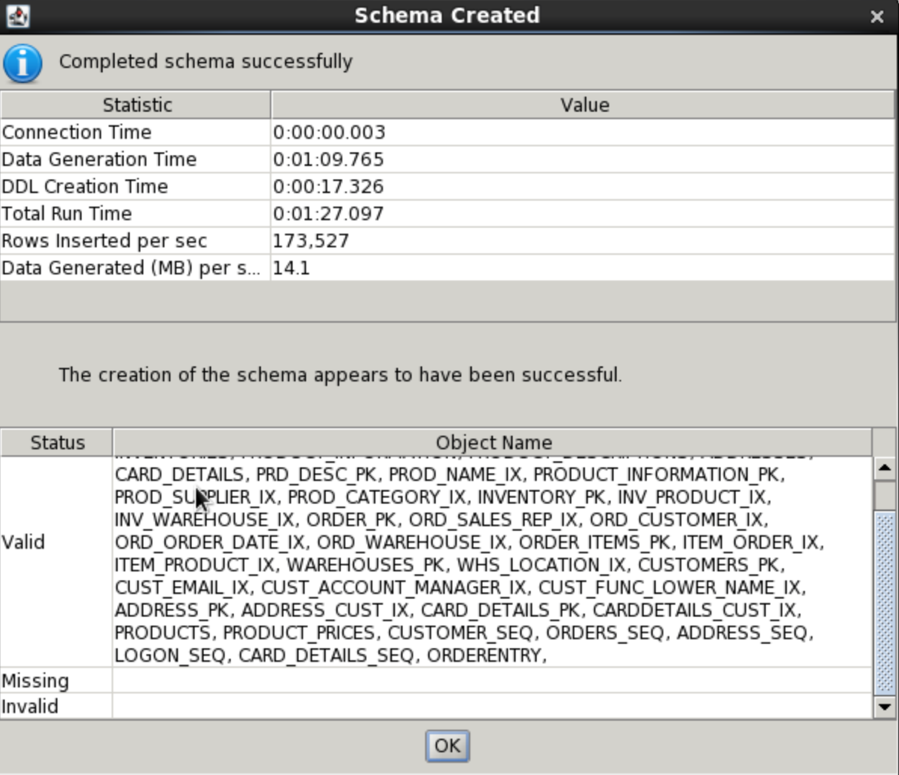 Schema Created
Completed schema successfully
Statistic Value
Connection Time 0:00:00.003
Data Generation Time 0:01:09.765
DDL Creation Time 0:00:17.326
Total Run Time 0:01:27.097
Rows Inserted per sec 173,527
Data Generated (MB) per s... 14.1
The creation of the schema appears to have been successful.
Status Object Name
CARD_DETAILS, PRD_DESC_PK, PROD_NAME_IX, PRODUCT_INFORMATION_PK,
PROD_SUPPLIER_IX, PROD_CATEGORY_IX, INVENTORY_PK, INV_PRODUCT_IX,
INV_WAREHOUSE_IX, ORDER_PK, ORD_SALES_REP_IX, ORD_CUSTOMER_IX,
Valid ORD_ORDER_DATE_IX, ORD_WAREHOUSE_IX, ORDER_ITEMS_PK, ITEM_ORDER_IX,
ITEM_PRODUCT_IX, WAREHOUSES_PK, WHS_LOCATION_IX, CUSTOMERS_PK,
CUST_EMAIL_IX, CUST_ACCOUNT_MANAGER_IX, CUST_FUNC_LOWER_NAME_IX,
ADDRESS_PK, ADDRESS_CUST_IX, CARD_DETAILS_PK, CARDDETAILS_CUST_IX,
PRODUCTS, PRODUCT_PRICES, CUSTOMER_SEQ, ORDERS_SEQ, ADDRESS_SEQ,
LOGON_SEQ, CARD_DETAILS_SEQ, ORDERENTRY,
Missing
Invalid
OK